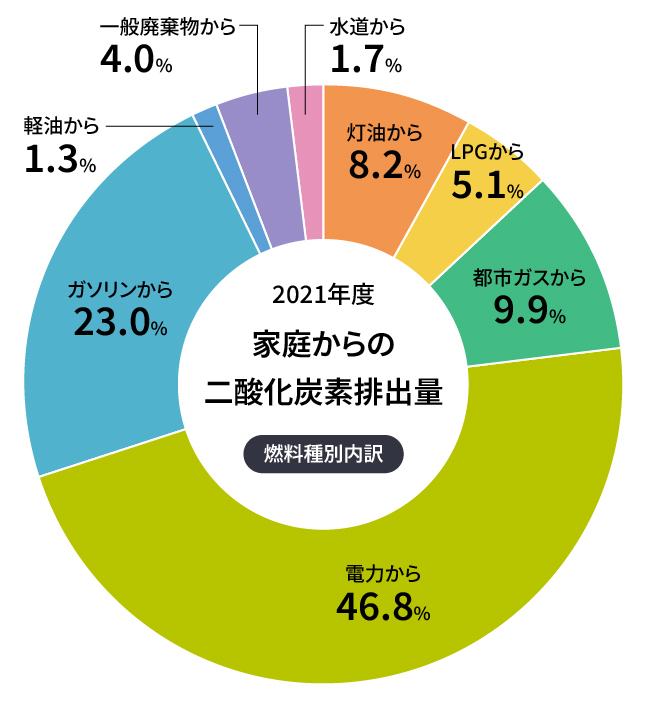 一般廃棄物から
4.0%
水道から
1.7%
軽油から
1.3%
灯油から
8.2%
LPGから
5.1%
ガソリンから
23.0%
都市ガスから
9.9%
2021年度
家庭からの
二酸化炭素排出量
燃料種別内訳
電力から
46.8%